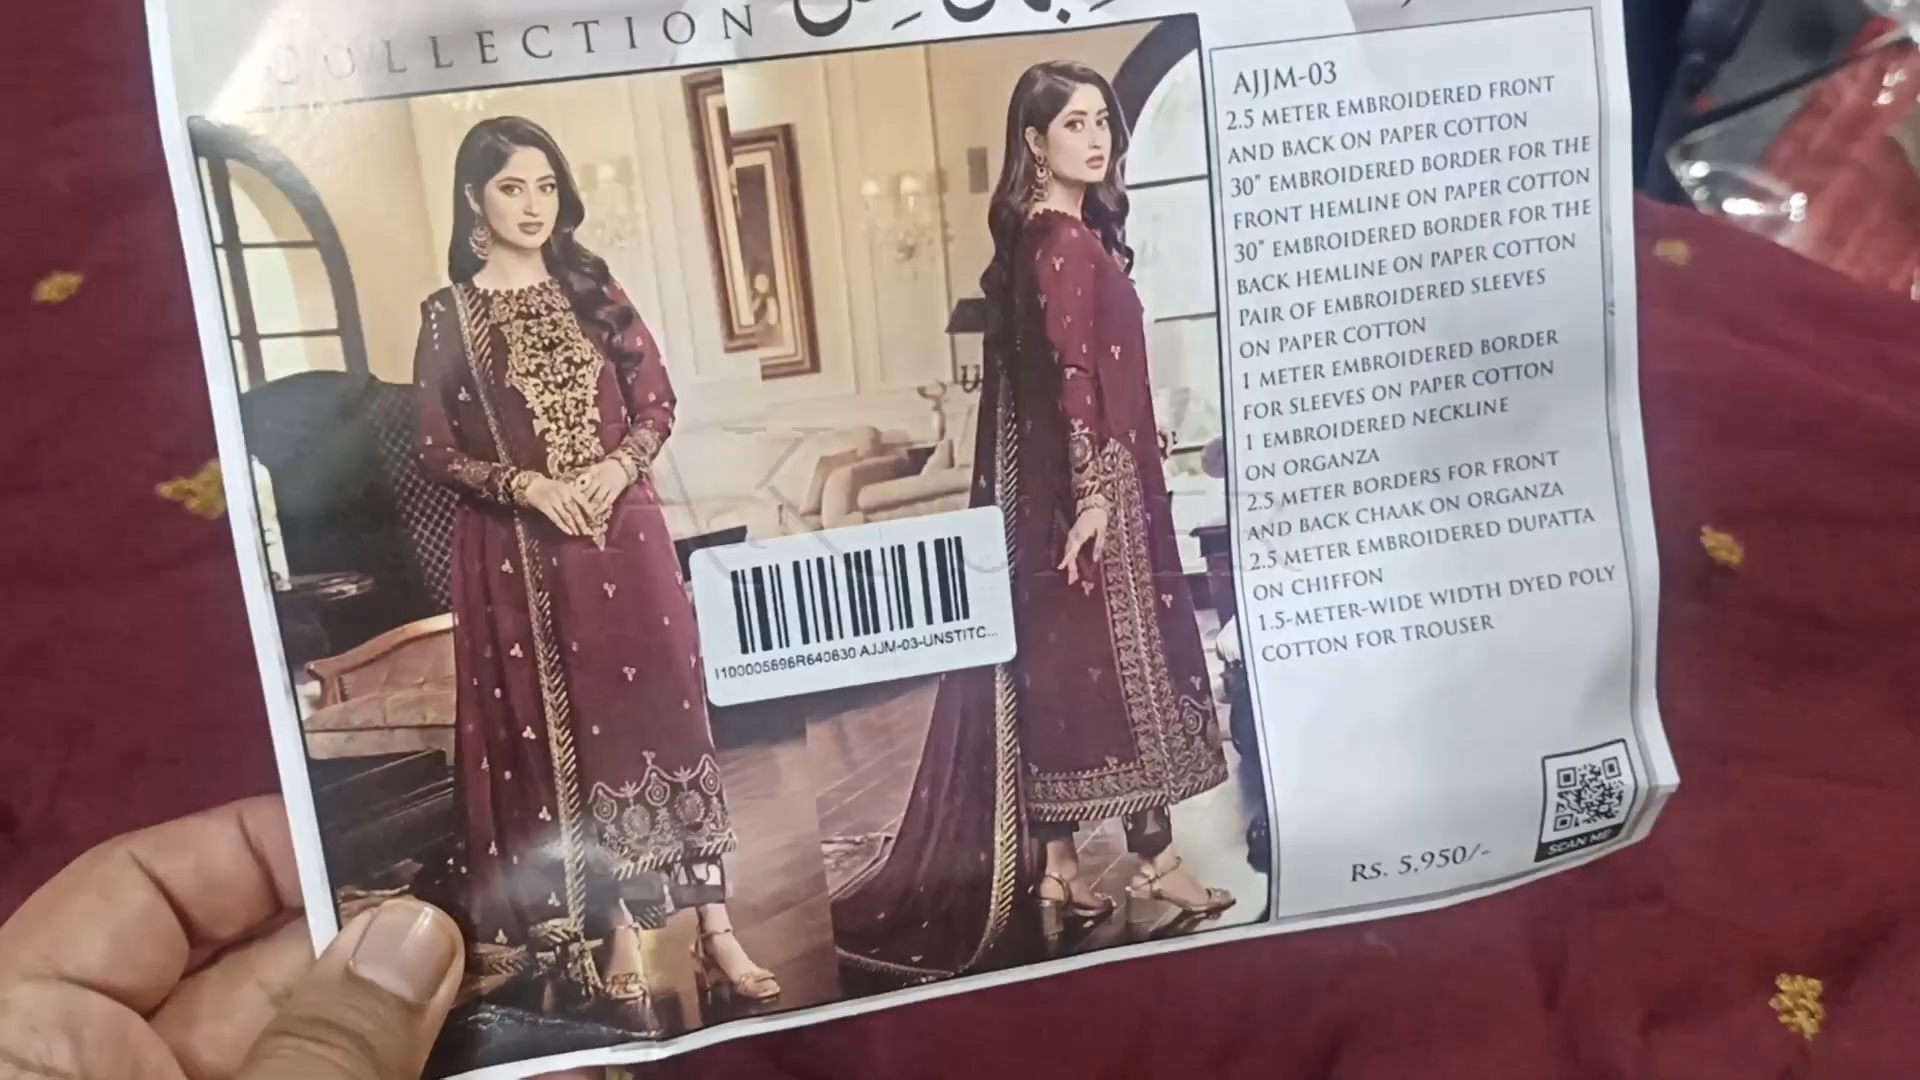 COLLECTION
AJJM-03
2.5 METER EMBROIDERED FRONT
AND BACK ON PAPER COTTON
30" EMBROIDERED BORDER FOR THE
FRONT HEMLINE ON PAPER COTTON
30" EMBROIDERED BORDER FOR THE
BACK HEMLINE ON PAPER COTTON
PAIR OF EMBROIDERED SLEEVES
ON PAPER COTTON
1 METER EMBROIDERED BORDER
FOR SLEEVES ON PAPER COTTON
1 EMBROIDERED NECKLINE
ON ORGANZA
2.5 METER BORDERS FOR FRONT
AND BACK CHAAK ON ORGANZA
2.5 METER EMBROIDERED DUPATTA
ON CHIFFON
1.5-METER-WIDE WIDTH DYED POLY
COTTON FOR TROUSER
I100005696R640630 AJJM-03-UNSTITC...
SCAN ME
RS. 5,950/-